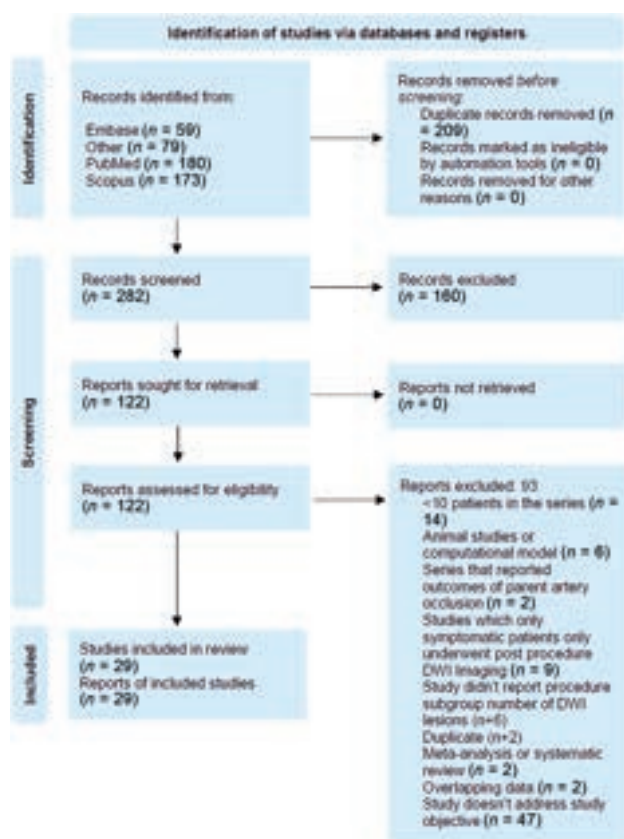 Identification of studies via databases and registers
Identification
Records identified from:
Embase (n = 59)
Other (n = 79)
PubMed (n = 180)
Scopus (n = 173)
Records removed before
screening:
Duplicate records removed (n
= 209)
Records marked as ineligible
by automation tools (n = 0)
Records removed for other
reasons (n = 0)
Screening
Records screened
(n = 282)
Records excluded
(n = 160)
Reports sought for retrieval
(n = 122)
Reports not retrieved
(n = 0)
Reports assessed for eligibility
(n = 122)
Reports excluded: 93
<10 patients in the series (n =
14)
Animal studies or
computational model (n = 6)
Series that reported
outcomes of parent artery
occlusion (n = 2)
Studies which only
symptomatic patients only
underwent post procedure
DWI Imaging (n = 9)
Study didn't report procedure
subgroup number of DWI
lesions
Duplicate (n+2)
Meta-analysis or systematic
review (n = 2)
Overlapping data (n = 2)
Study doesn't address study
objective (n = 47)
Included
Studies included in review
(n = 29)
Reports of included studies
(n = 29)